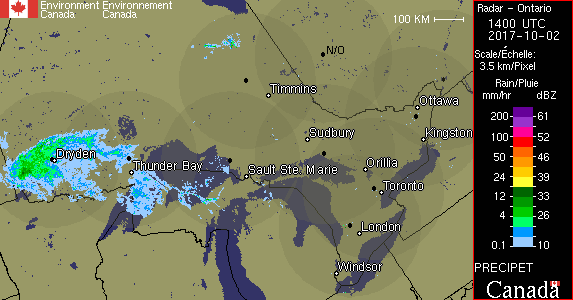 Environment Environnement
Canada Canada
100 KM
N/O
Timmins
Ottawa
Sudbury
Kingston
Dryden
Thunder Bay
Sault Ste. Marie
Orillia
Toronto
London
Windsor
Radar - Ontario
1400 UTC
2017-10-02
Scale/Échelle:
3.5 km/Pixel
Rain/Pluie
mm/hr dBZ
200 61
100 52
50 46
24 39
12 33
4 26
1 20
0.1 10
PRECIPET
Canada